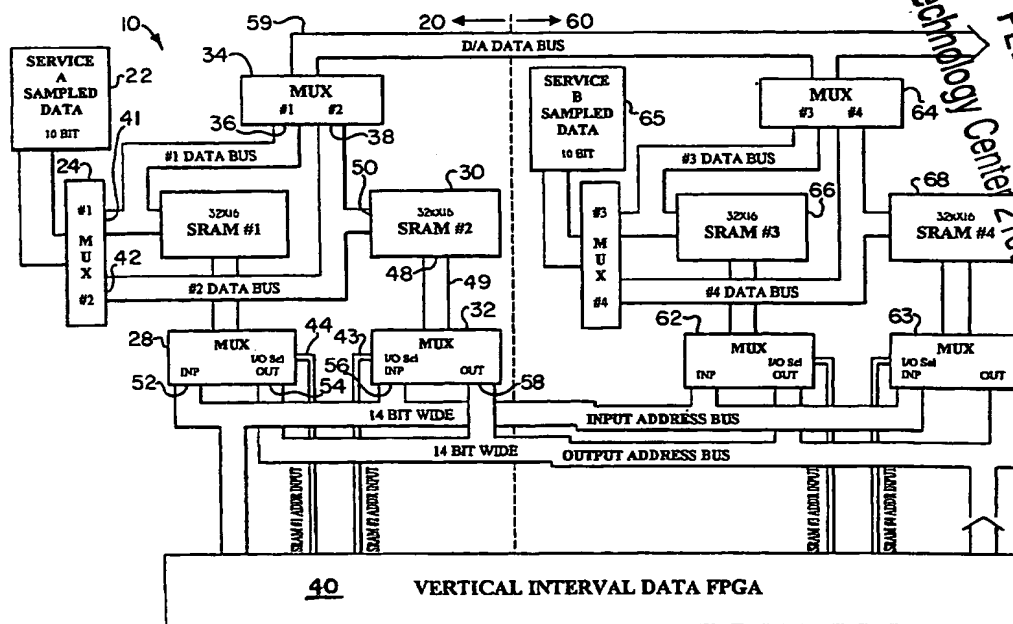 59
20
60
10
D/A DATA BUS
SERVICE
A
SAMPLED
DATA
10 BIT
22
34
MUX
#1 #2
36
38
SERVICE
B
SAMPLED
DATA
10 BIT
65
MUX
#3 #4
64
Technology Center
41
24
#1 DATA BUS
50
30
#3 DATA BUS
66
68
#1
M
U
X
#2
42
32xX16
SRAM #1
32xX16
SRAM #2
#3
M
U
X
#4
32xX16
SRAM #3
32xX16
SRAM #4
48
49
#2 DATA BUS
#4 DATA BUS
32
62
63
28
MUX
I/O Sel
INP OUT
44
43
MUX
I/O Sel
INP OUT
MUX
I/O Sel
INP OUT
MUX
I/O Sel
INP OUT
52
54
56
58
14 BIT WIDE
INPUT ADDRESS BUS
14 BIT WIDE
OUTPUT ADDRESS BUS
SRAM #1 ADDR INPUT
SRAM #2 ADDR INPUT
SRAM #3 ADDR INPUT
SRAM #4 ADDR INPUT
40
VERTICAL INTERVAL DATA FPGA